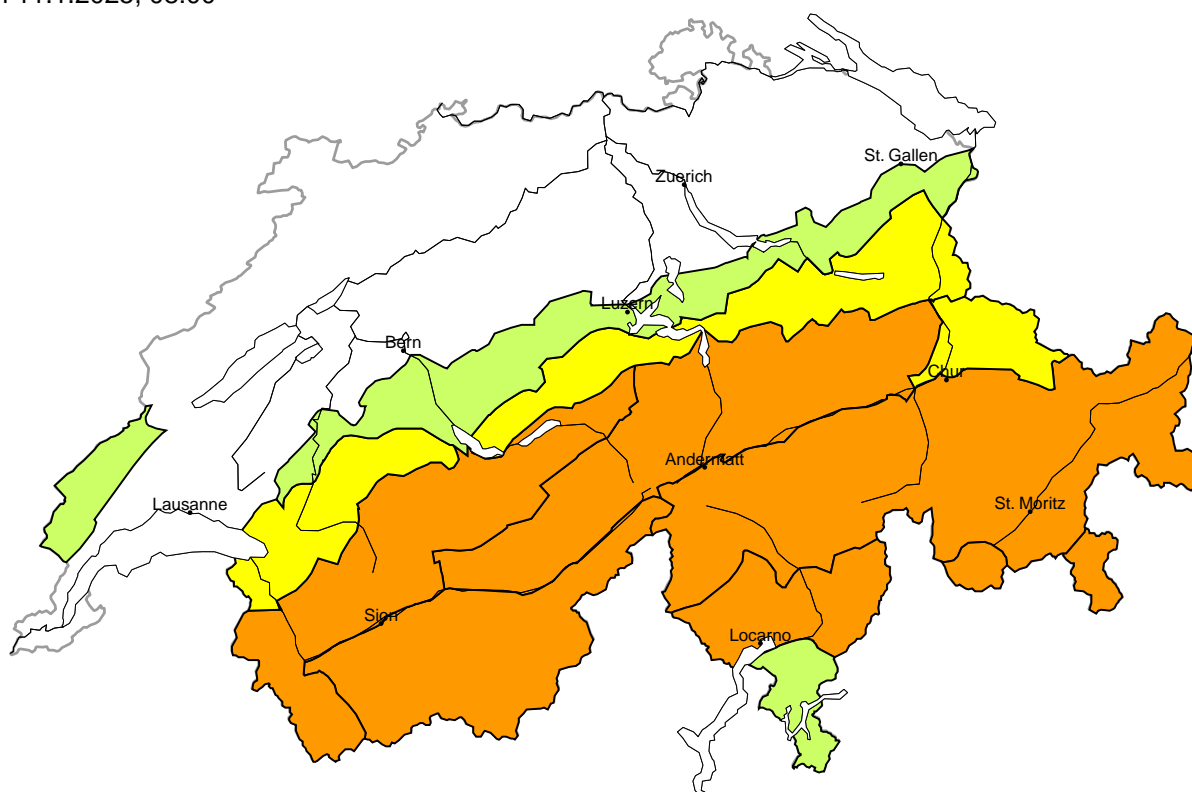 St. Gallen
Zuerich
Luzern
Bern
Chur
Andermatt
Lausanne
St. Moritz
Sion
Locarno